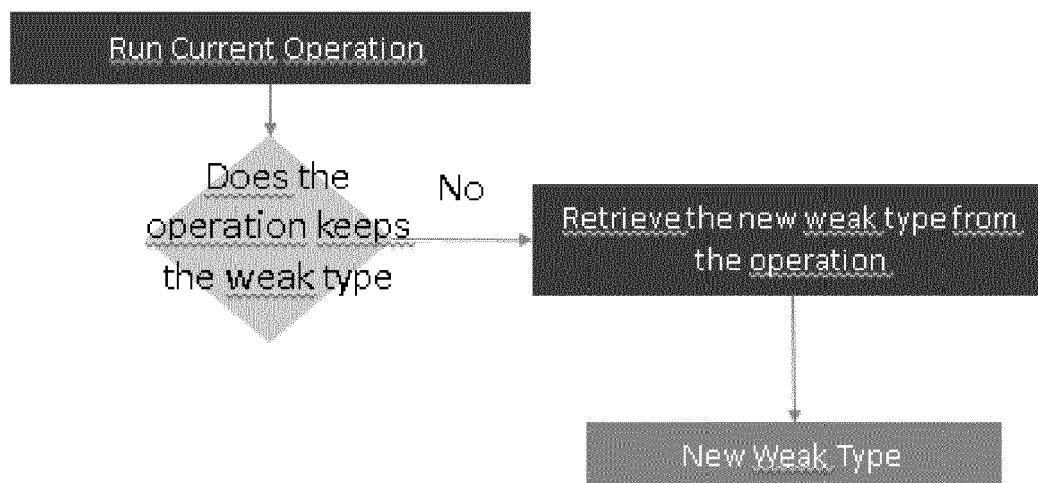 Run Current Operation
Does the
operation keeps
the weak type
No
Retrieve the new weak type from
the operation
New Weak Type